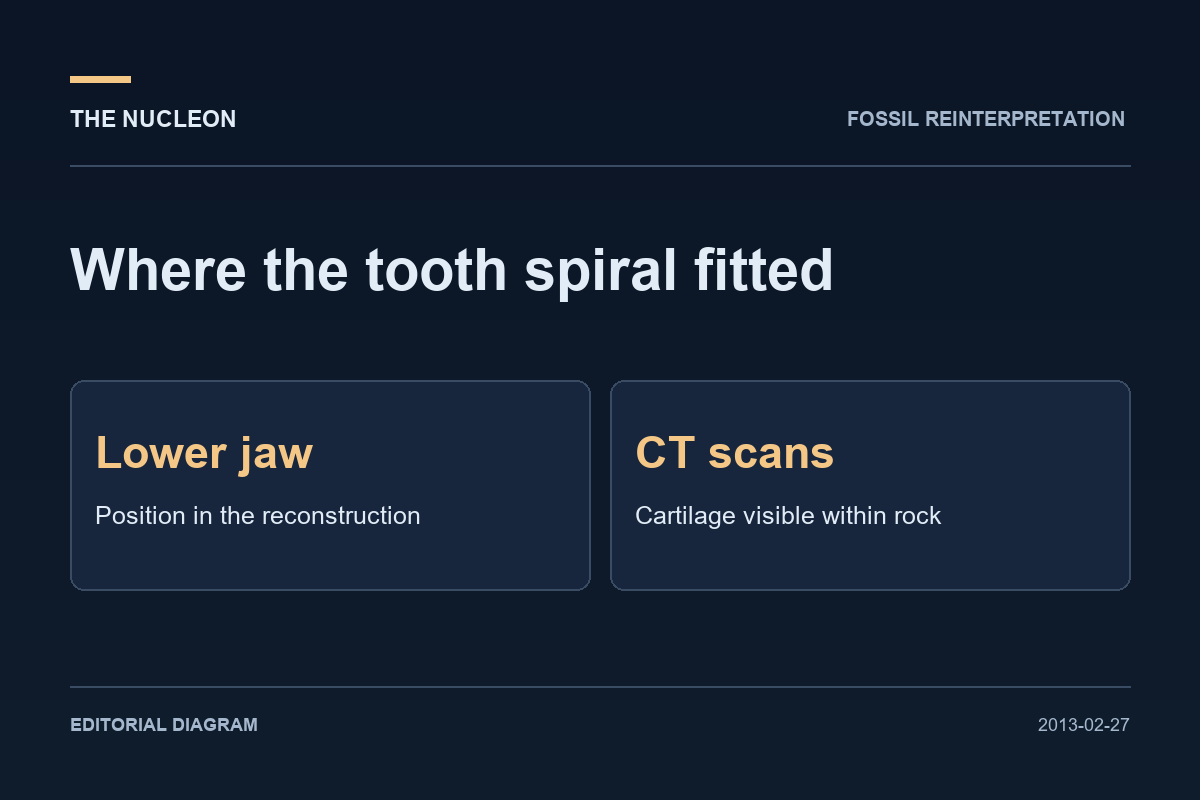 THE NUCLEON
FOSSIL REINTERPRETATION
Where the tooth spiral fitted
Lower jaw
Position in the reconstruction
CT scans
Cartilage visible within rock
EDITORIAL DIAGRAM
2013-02-27